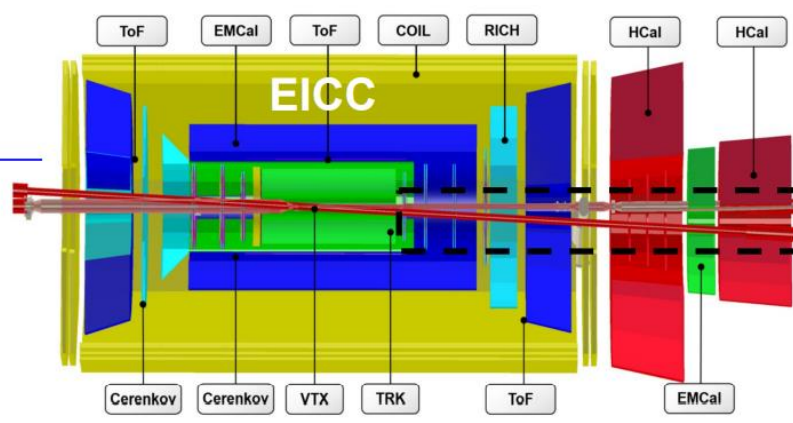 ToF
EMCal
ToF
COIL
RICH
HCal
HCal
EICC
Cerenkov
Cerenkov
VTX
TRK
ToF
EMCal